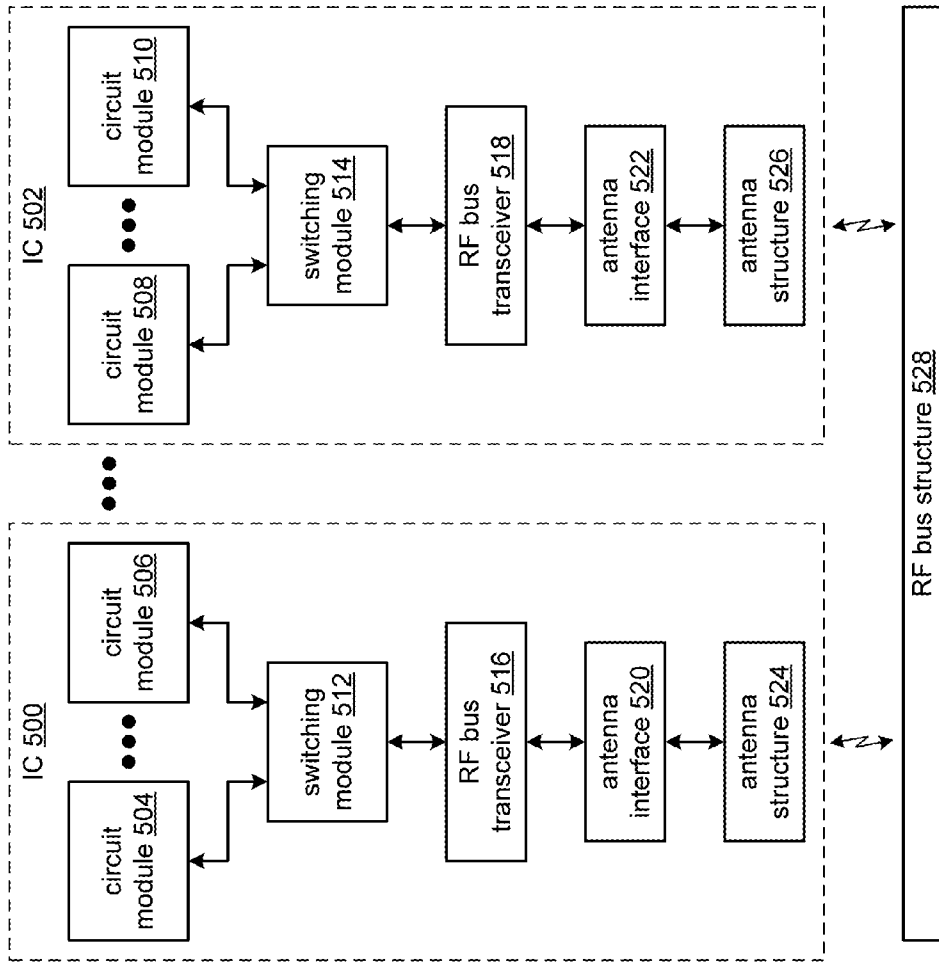 IC 500
circuit
module 504
circuit
module 506
switching
module 512
RF bus
transceiver 516
antenna
interface 520
antenna
structure 524
IC 502
circuit
module 508
circuit
module 510
switching
module 514
RF bus
transceiver 518
antenna
interface 522
antenna
structure 526
RF bus structure 528